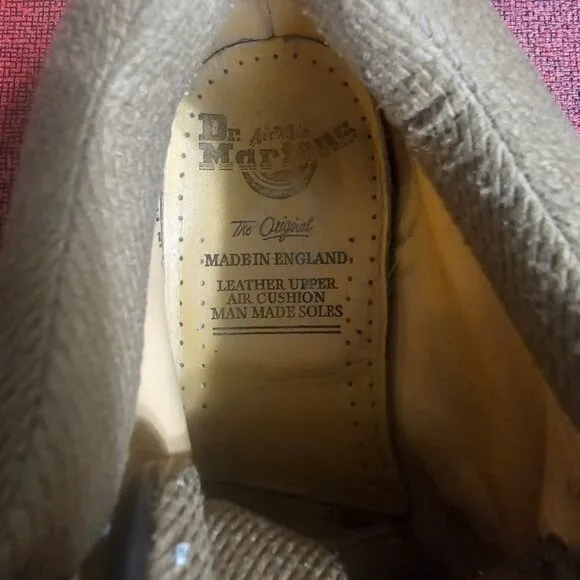 Dr.
AirWair
Martens
The Original
MADE IN ENGLAND
LEATHER UPPER
AIR CUSHION
MAN MADE SOLES